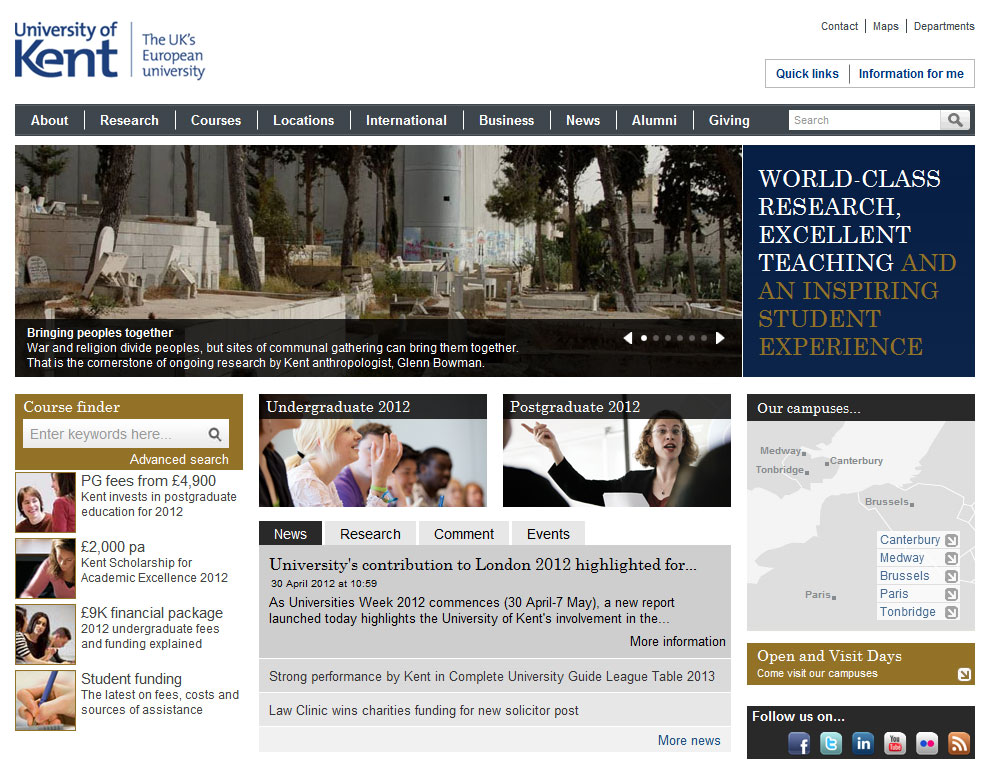 University of
Kent
The UK's
European
university
Contact
Maps
Departments
Quick links
Information for me
About
Research
Courses
Locations
International
Business
News
Alumni
Giving
Search
Bringing peoples together
War and religion divide peoples, but sites of communal gathering can bring them together.
That is the cornerstone of ongoing research by Kent anthropologist, Glenn Bowman.
WORLD-CLASS
RESEARCH,
EXCELLENT
TEACHING AND
AN INSPIRING
STUDENT
EXPERIENCE
Course finder
Enter keywords here...
Advanced search
PG fees from £4,900
Kent invests in postgraduate
education for 2012
£2,000 pa
Kent Scholarship for
Academic Excellence 2012
£9K financial package
2012 undergraduate fees
and funding explained
Student funding
The latest on fees, costs and
sources of assistance
Undergraduate 2012
Postgraduate 2012
News
Research
Comment
Events
University's contribution to London 2012 highlighted for...
30 April 2012 at 10:59
As Universities Week 2012 commences (30 April-7 May), a new report
launched today highlights the University of Kent's involvement in the...
More information
Strong performance by Kent in Complete University Guide League Table 2013
Law Clinic wins charities funding for new solicitor post
More news
Our campuses...
Medway
Canterbury
Tonbridge
Brussels
Paris
Canterbury
Medway
Brussels
Paris
Tonbridge
Open and Visit Days
Come visit our campuses
Follow us on...
f
t
in
You
Tube